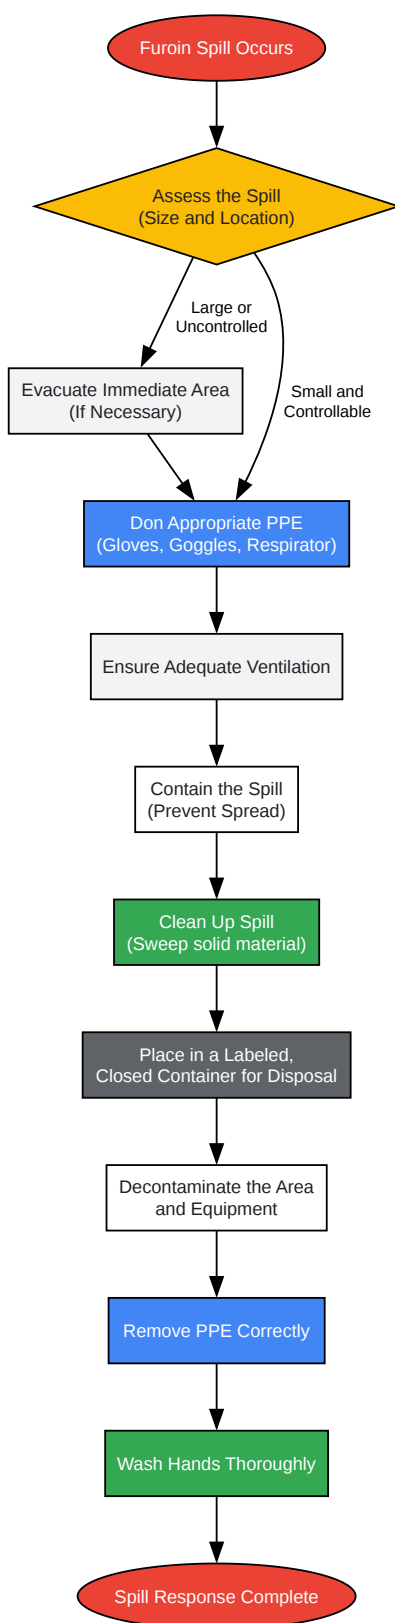 Furoin Spill Occurs
Assess the Spill
(Size and Location)
Large or
Uncontrolled
Evacuate Immediate Area
(If Necessary)
Small and
Controllable
Don Appropriate PPE
(Gloves, Goggles, Respirator)
Ensure Adequate Ventilation
Contain the Spill
(Prevent Spread)
Clean Up Spill
(Sweep solid material)
Place in a Labeled,
Closed Container for Disposal
Decontaminate the Area
and Equipment
Remove PPE Correctly
Wash Hands Thoroughly
Spill Response Complete